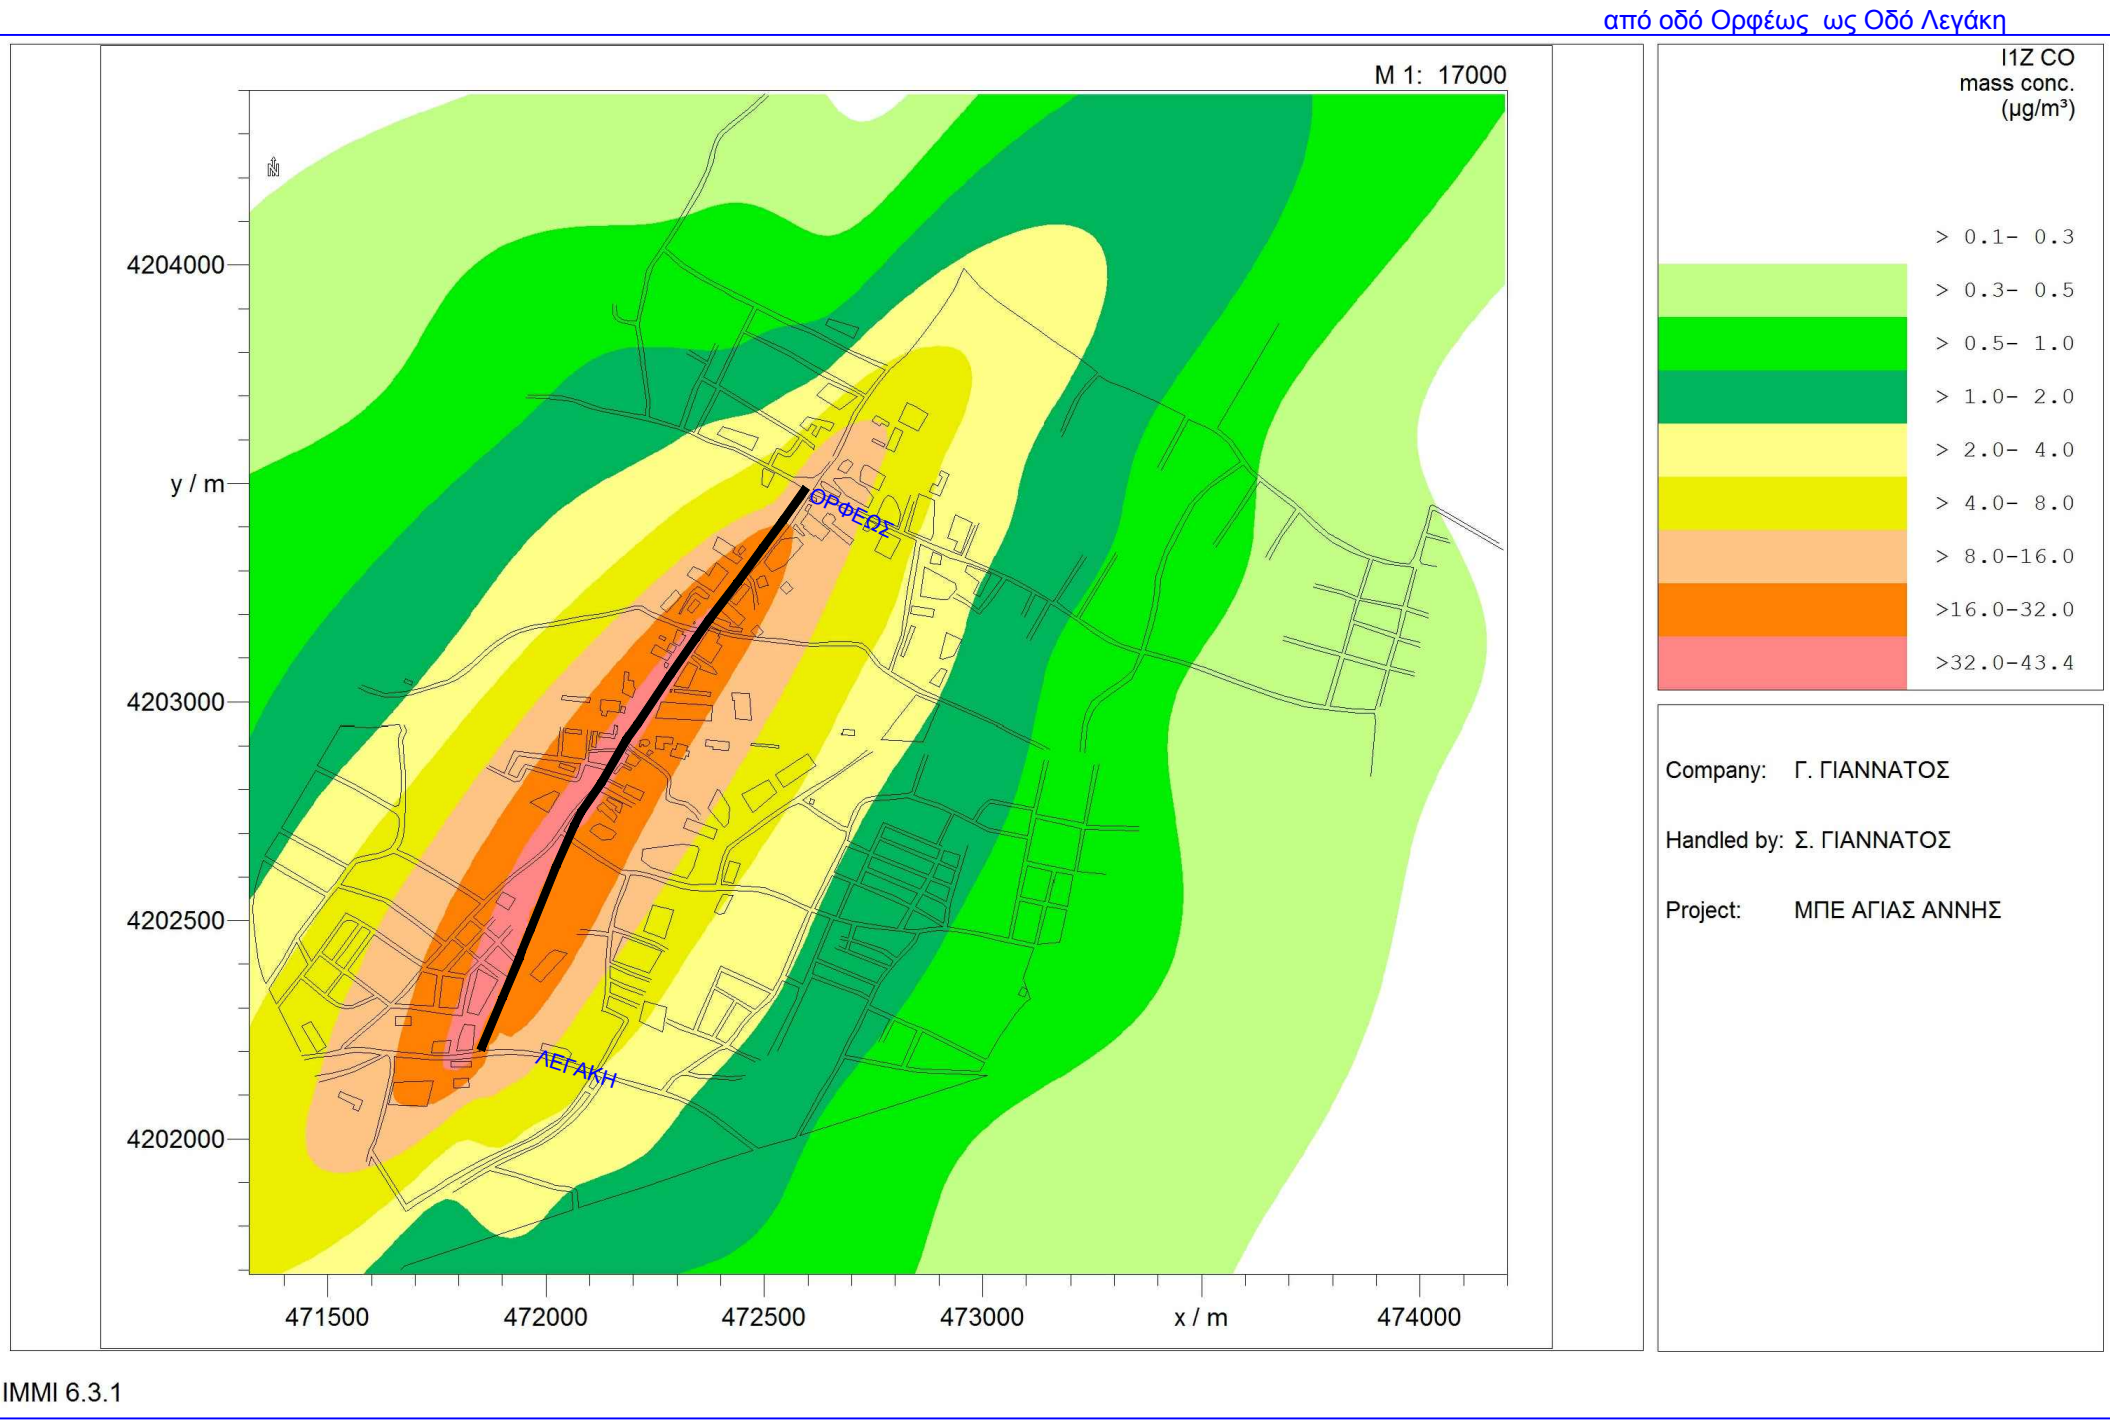 από οδό Ορφέως ως Οδό Λεγάκη
M 1: 17000
I1Z CO
mass conc.
(µg/m³)
> 0.1- 0.3
> 0.3- 0.5
> 0.5- 1.0
> 1.0- 2.0
> 2.0- 4.0
> 4.0- 8.0
> 8.0-16.0
>16.0-32.0
>32.0-43.4
4204000
y / m
4203000
4202500
4202000
ΟΡΦΕΩΣ
ΛΕΓΑΚΗ
471500 472000 472500 473000 x / m 474000
Company: Γ. ΓΙΑΝΝΑΤΟΣ
Handled by: Σ. ΓΙΑΝΝΑΤΟΣ
Project: ΜΠΕ ΑΓΙΑΣ ΑΝΝΗΣ
IMMI 6.3.1